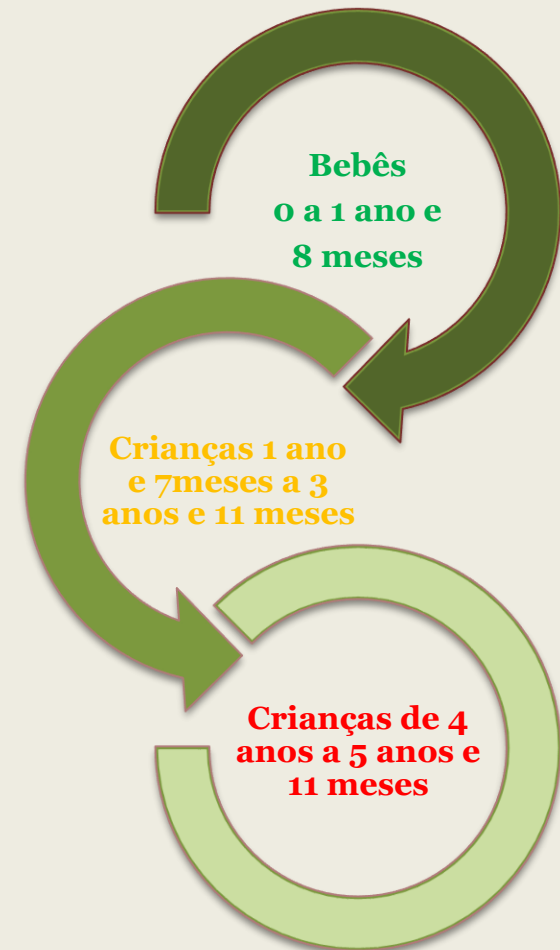 Bebês
0 a 1 ano e
8 meses
Crianças 1 ano
e 7meses a 3
anos e 11 meses
Crianças de 4
anos a 5 anos e
11 meses